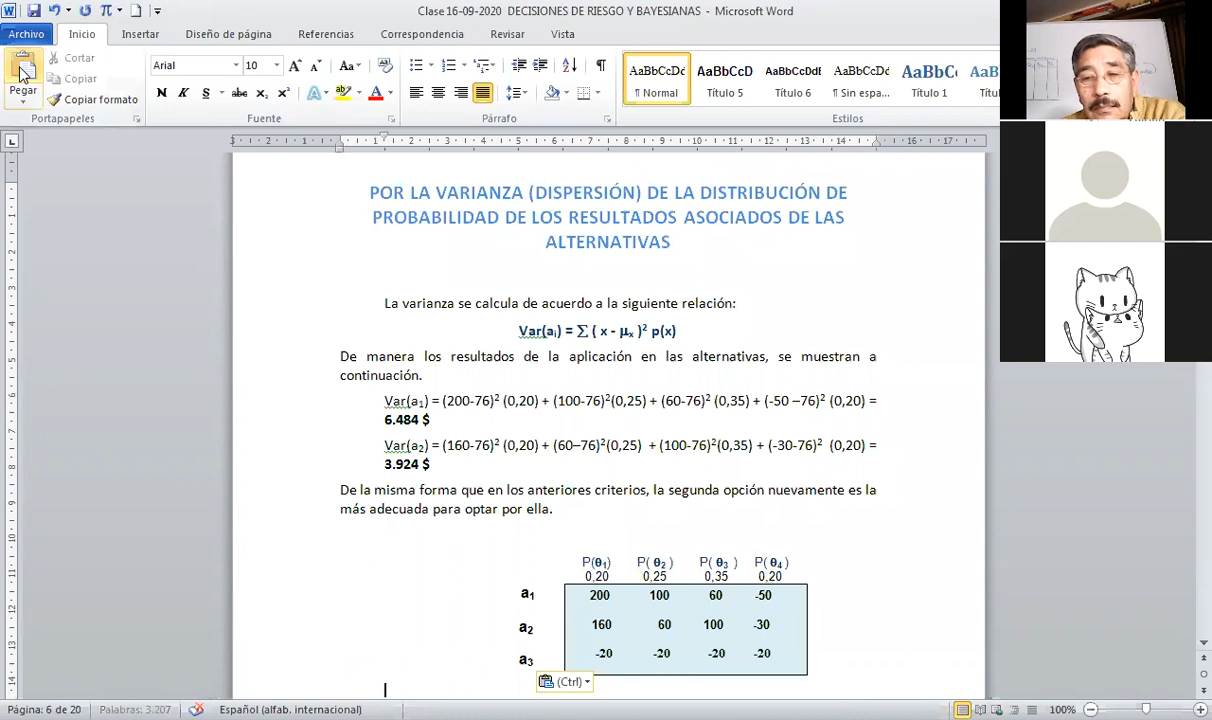 Clase 16-09-2020 DECISIONES DE RIESGO Y BAYESIANAS - Microsoft Word
Archivo Inicio Insertar Diseño de página Referencias Correspondencia Revisar Vista
Pegar
Cortar
Copiar
Copiar formato
Portapapeles
Arial 10
Fuente
Párrafo
AaBbCcDd AaBbCcD AaBbCcDd AaBbCcDd AaBbC AaB
¶ Normal Título 5 Título 6 ¶ Sin espa... Título 1 Títu
Estilos
POR LA VARIANZA (DISPERSIÓN) DE LA DISTRIBUCIÓN DE
PROBABILIDAD DE LOS RESULTADOS ASOCIADOS DE LAS
ALTERNATIVAS
La varianza se calcula de acuerdo a la siguiente relación:
Var(aᵢ) = ∑ ( x - µₓ )² p(x)
De manera los resultados de la aplicación en las alternativas, se muestran a
continuación.
Var(a₁) = (200-76)² (0,20) + (100-76)²(0,25) + (60-76)² (0,35) + (-50 –76)² (0,20) =
6.484 $
Var(a₂) = (160-76)² (0,20) + (60–76)²(0,25) + (100-76)²(0,35) + (-30-76)² (0,20) =
3.924 $
De la misma forma que en los anteriores criterios, la segunda opción nuevamente es la
más adecuada para optar por ella.
P(θ₁) P( θ₂ ) P( θ₃ ) P( θ₄ )
0,20 0,25 0,35 0,20
a₁ 200 100 60 -50
a₂ 160 60 100 -30
a₃ -20 -20 -20 -20
(Ctrl)
Página: 6 de 20 Palabras: 3.207 Español (alfab. internacional) 100%